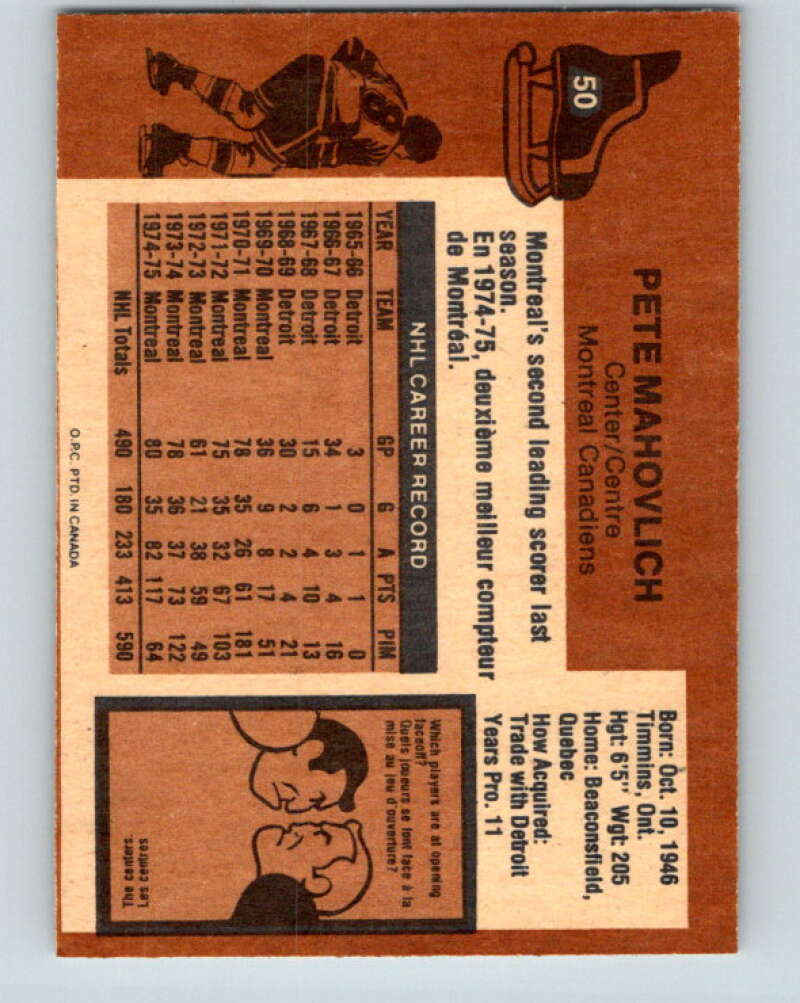 50
PETE MAHOVLICH
Center/Centre
Montreal Canadiens
Born: Oct. 10, 1946
Timmins, Ont.
Hgt: 6'5" Wgt: 205
Home: Beaconsfield,
Quebec
How Acquired:
Trade with Detroit
Years Pro. 11
Montreal's second leading scorer last
season.
En 1974-75, deuxième meilleur compteur
de Montréal.
NHL CAREER RECORD
YEAR TEAM GP G A PTS PIM
1965-66 Detroit 3 0 1 1 0
1966-67 Detroit 34 1 3 4 16
1967-68 Detroit 15 6 4 10 13
1968-69 Detroit 30 2 2 4 21
1969-70 Montreal 36 9 8 17 51
1970-71 Montreal 78 35 26 61 181
1971-72 Montreal 75 35 32 67 103
1972-73 Montreal 61 21 38 59 49
1973-74 Montreal 78 36 37 73 122
1974-75 Montreal 80 35 82 117 64
NHL Totals 490 180 233 413 590
Which players are at opening
faceoff?
Quels joueurs se font face à la
mise au jeu d'ouverture?
Les centres
The centers.
O.P.C. PTD. IN CANADA
8